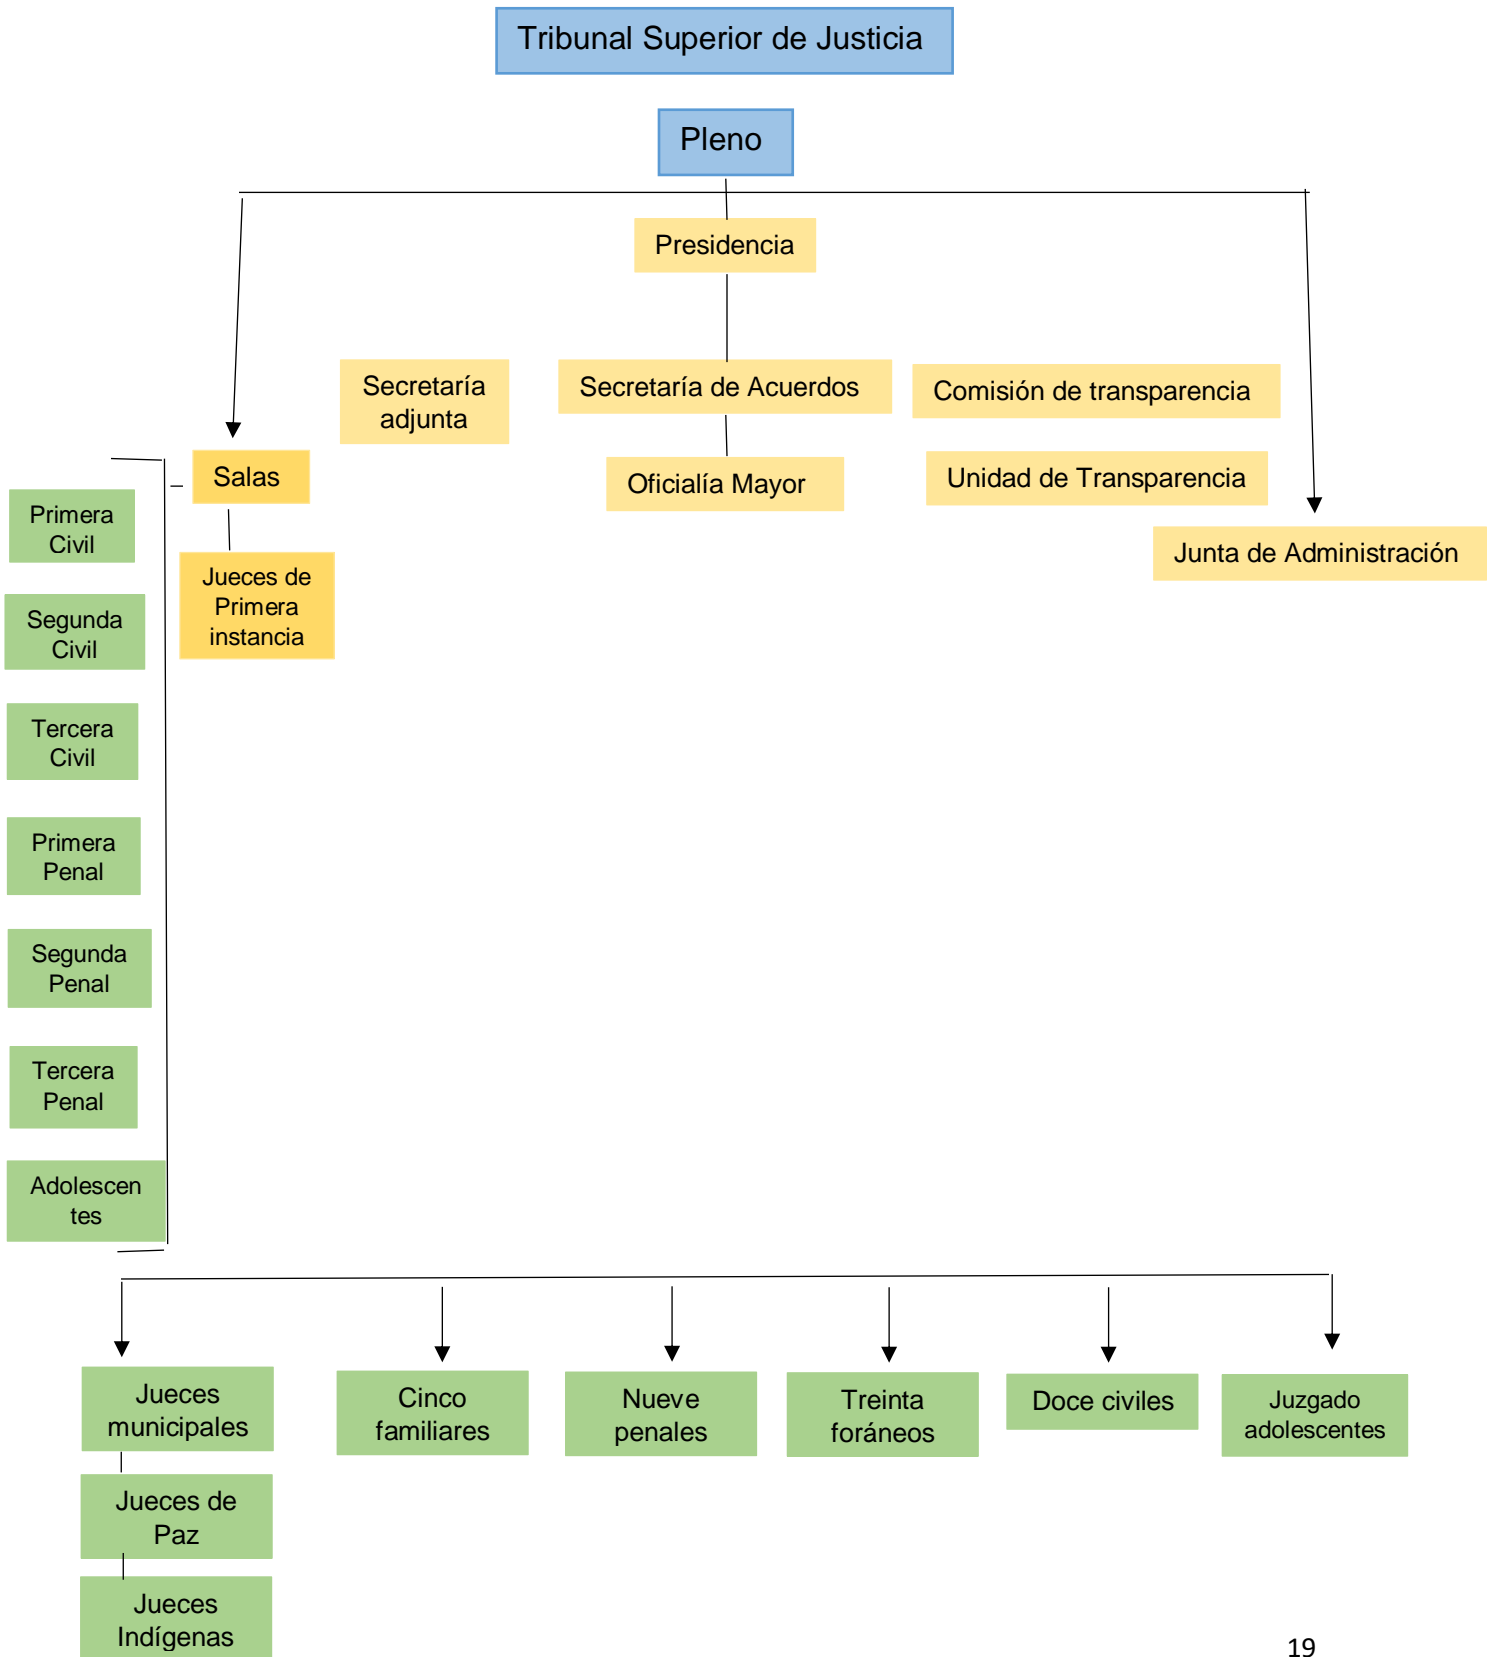 Tribunal Superior de Justicia
Pleno
Presidencia
Secretaría
adjunta
Secretaría de Acuerdos
Comisión de transparencia
Salas
Oficialía Mayor
Unidad de Transparencia
Junta de Administración
Jueces de
Primera
instancia
Primera
Civil
Segunda
Civil
Tercera
Civil
Primera
Penal
Segunda
Penal
Tercera
Penal
Adolescen
tes
Jueces
municipales
Cinco
familiares
Nueve
penales
Treinta
foráneos
Doce civiles
Juzgado
adolescentes
Jueces de
Paz
Jueces
Indígenas
19